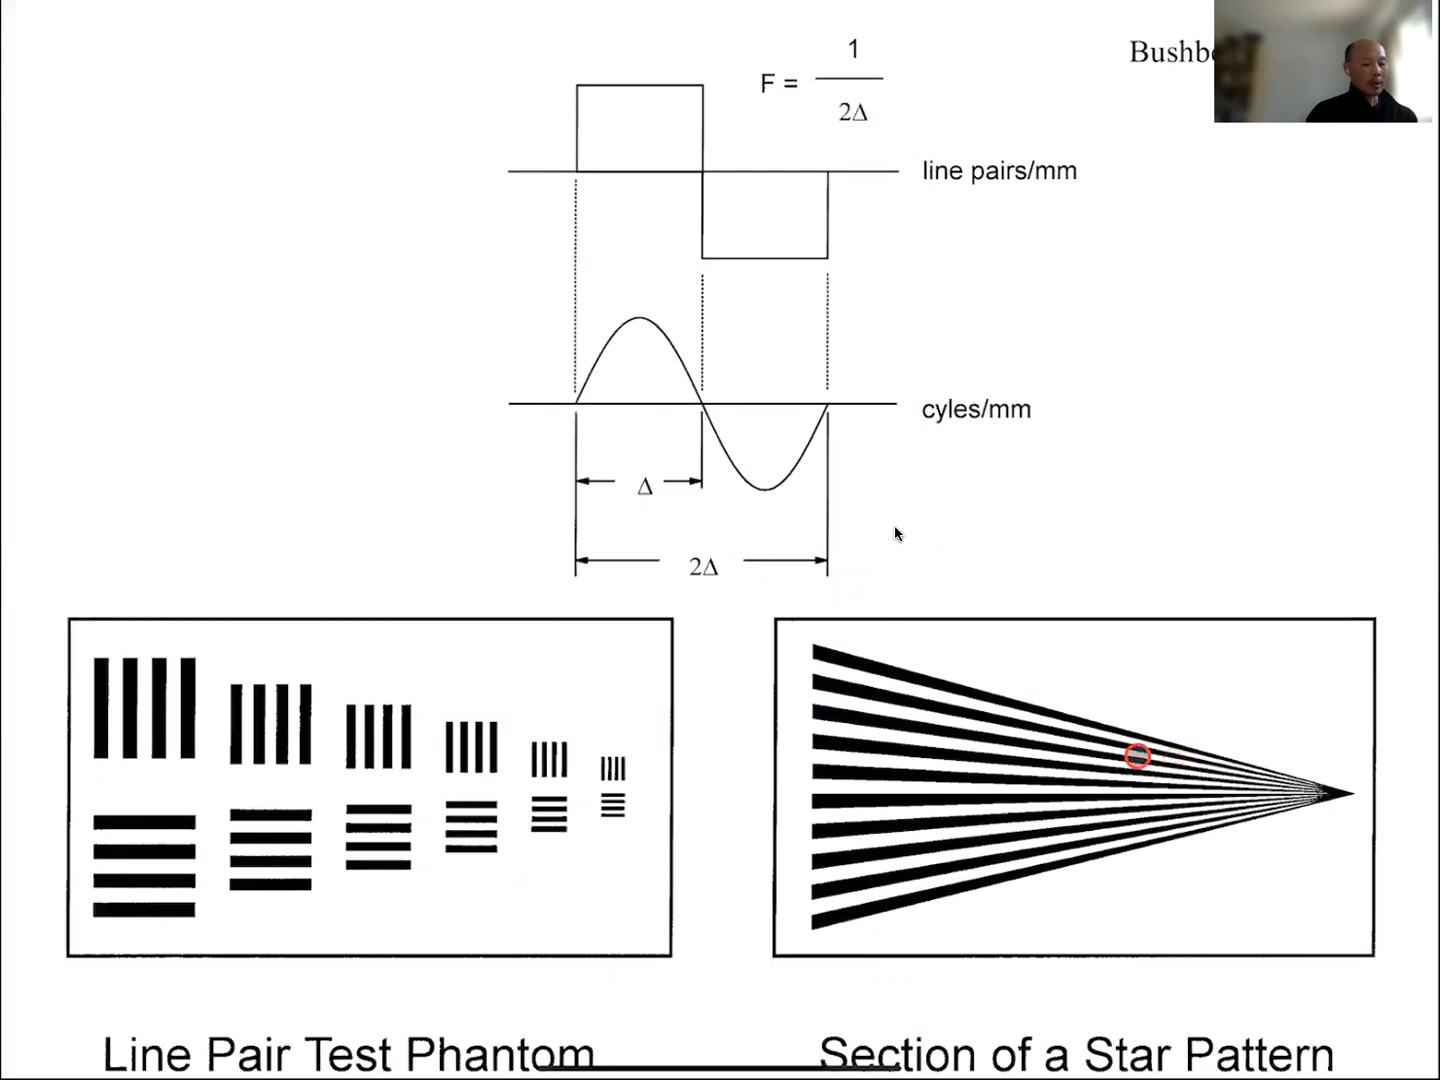 1
F =
2Δ
Bushb
line pairs/mm
cyles/mm
Δ
2Δ
Line Pair Test Phantom
Section of a Star Pattern